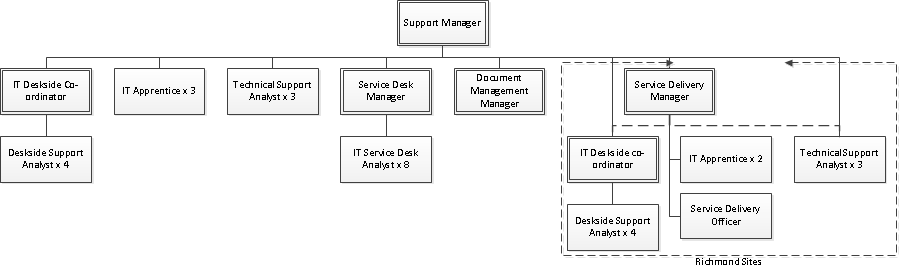 Support Manager
IT Deskside Co-
ordinator
IT Apprentice x 3
Technical Support
Analyst x 3
Service Desk
Manager
Document
Management
Manager
Service Delivery
Manager
Deskside Support
Analyst x 4
IT Service Desk
Analyst x 8
IT Deskside co-
ordinator
IT Apprentice x 2
Technical Support
Analyst x 3
Deskside Support
Analyst x 4
Service Delivery
Officer
Richmond Sites